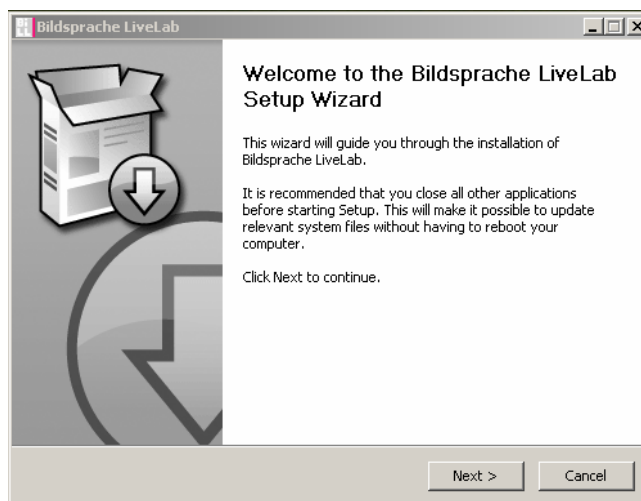 Bildsprache LiveLab
Welcome to the Bildsprache LiveLab
Setup Wizard
This wizard will guide you through the installation of
Bildsprache LiveLab.
It is recommended that you close all other applications
before starting Setup. This will make it possible to update
relevant system files without having to reboot your
computer.
Click Next to continue.
Next >
Cancel